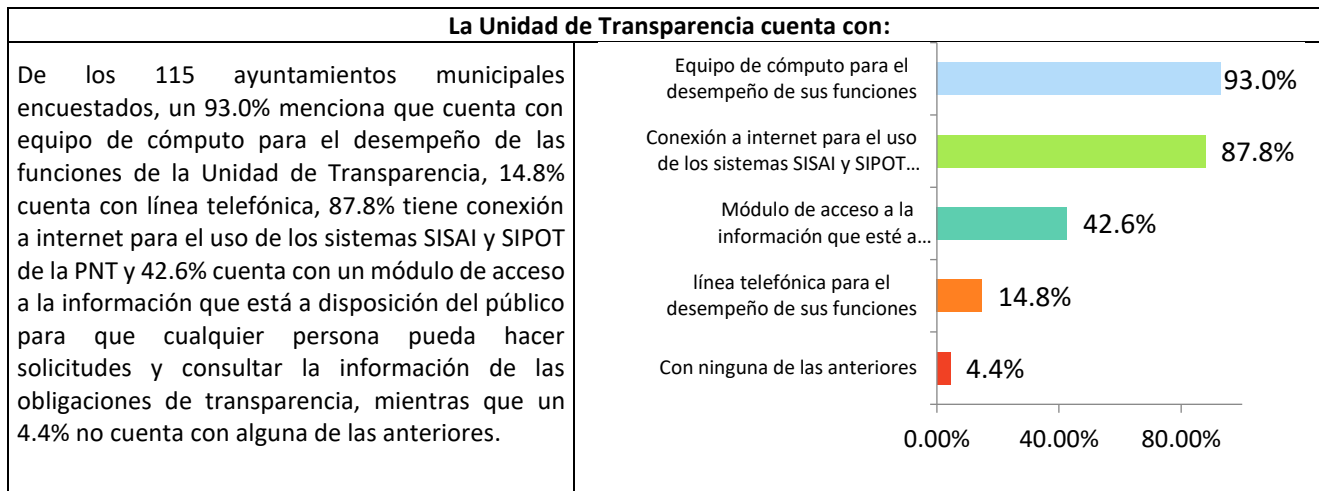 La Unidad de Transparencia cuenta con:
De los 115 ayuntamientos municipales
encuestados, un 93.0% menciona que cuenta con
equipo de cómputo para el desempeño de las
funciones de la Unidad de Transparencia, 14.8%
cuenta con línea telefónica, 87.8% tiene conexión
a internet para el uso de los sistemas SISAI y SIPOT
de la PNT y 42.6% cuenta con un módulo de acceso
a la información que está a disposición del público
para que cualquier persona pueda hacer
solicitudes y consultar la información de las
obligaciones de transparencia, mientras que un
4.4% no cuenta con alguna de las anteriores.
Equipo de cómputo para el
desempeño de sus funciones
93.0%
Conexión a internet para el uso
de los sistemas SISAI y SIPOT...
87.8%
Módulo de acceso a la
información que esté a...
42.6%
línea telefónica para el
desempeño de sus funciones
14.8%
Con ninguna de las anteriores
4.4%
0.00% 40.00% 80.00%